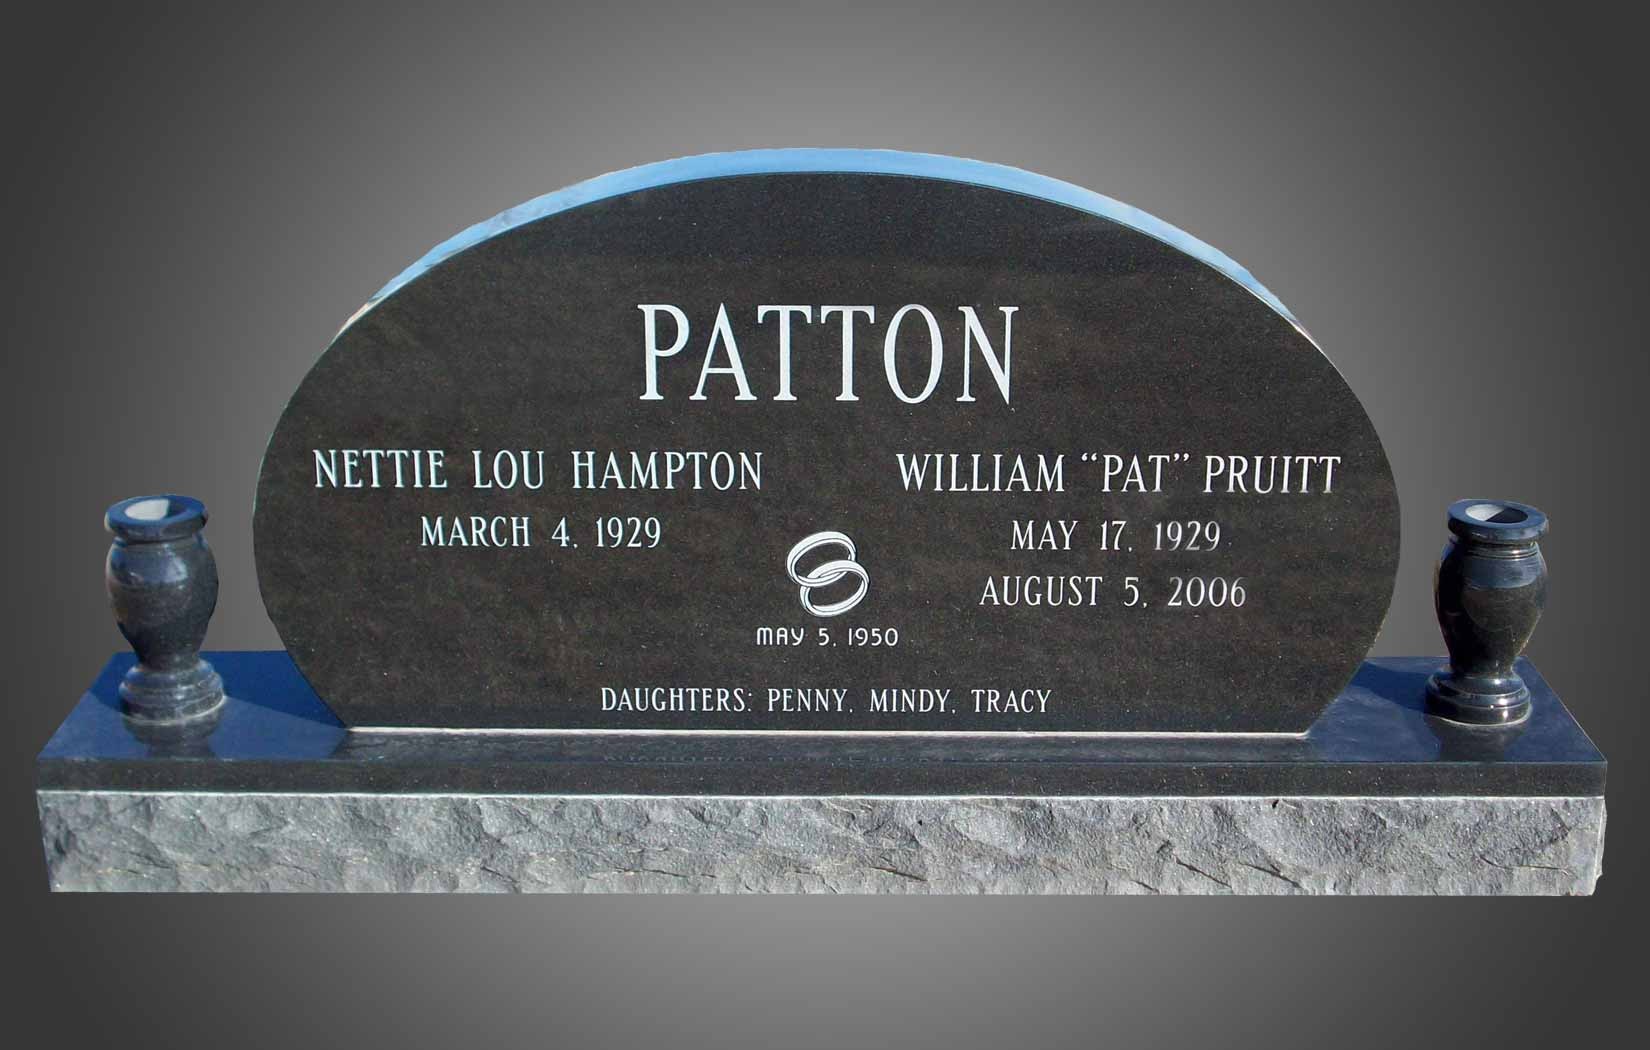 PATTON
NETTIE LOU HAMPTON
MARCH 4, 1929
WILLIAM "PAT" PRUITT
MAY 17, 1929
AUGUST 5, 2006
MAY 5, 1950
DAUGHTERS: PENNY, MINDY, TRACY